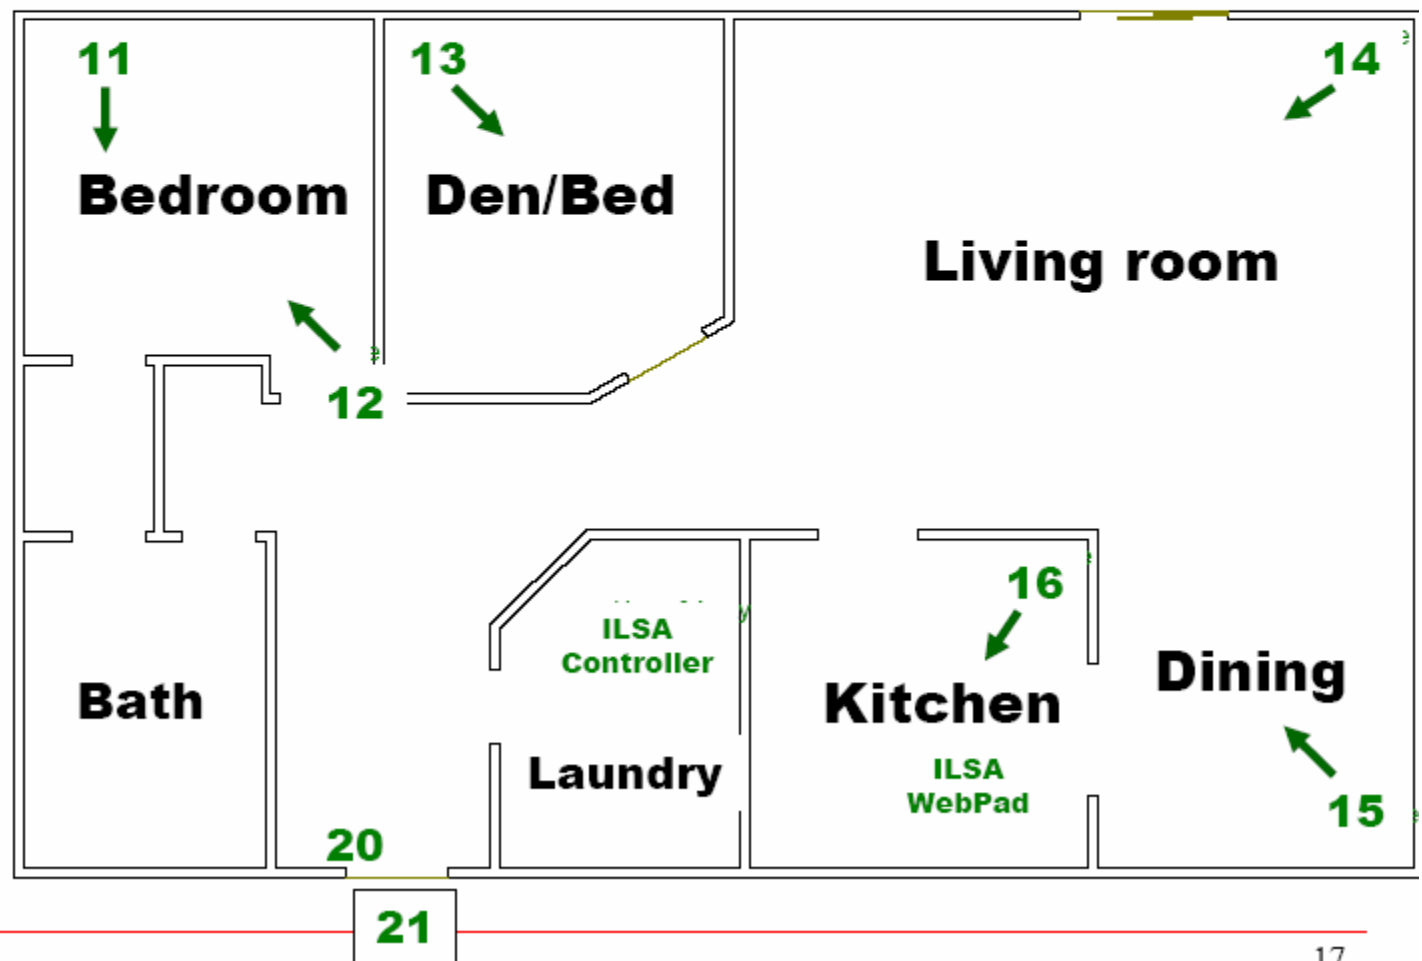 11
13
14
Bedroom
Den/Bed
Living room
12
16
ILSA
Controller
Kitchen
Dining
Bath
Laundry
ILSA
WebPad
15
20
21
17